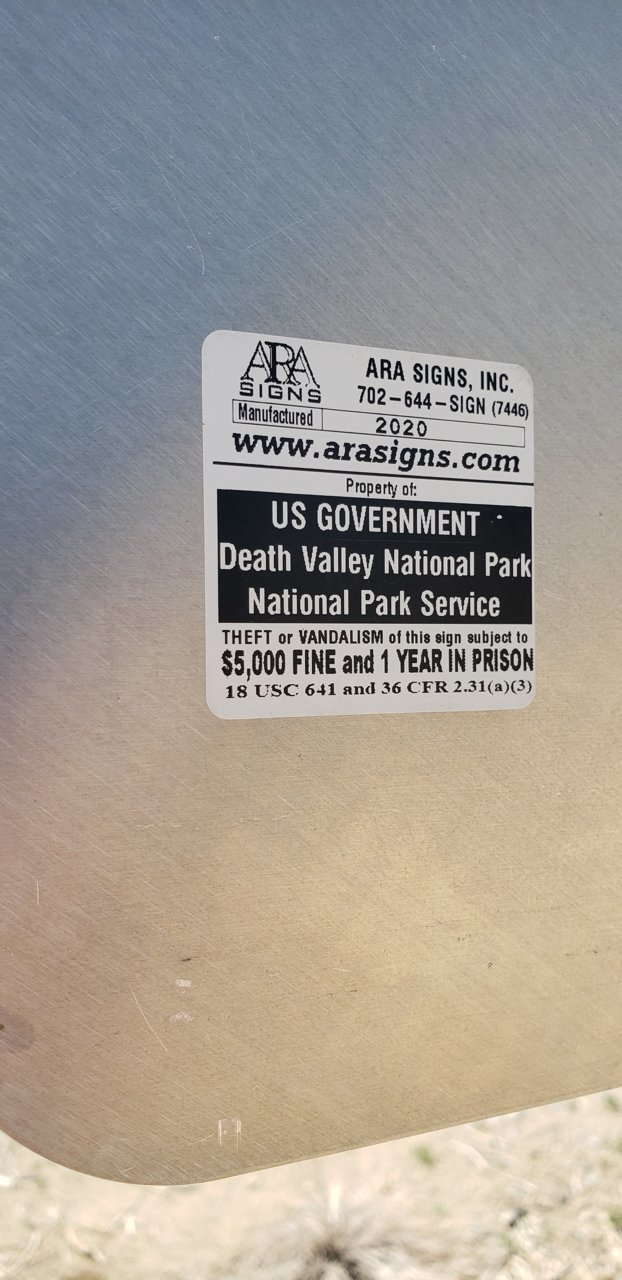 ARA
SIGNS
ARA SIGNS, INC.
702-644-SIGN (7446)
Manufactured 2020
www.arasigns.com
Property of:
US GOVERNMENT
Death Valley National Park
National Park Service
THEFT or VANDALISM of this sign subject to
$5,000 FINE and 1 YEAR IN PRISON
18 USC 641 and 36 CFR 2.31(a)(3)